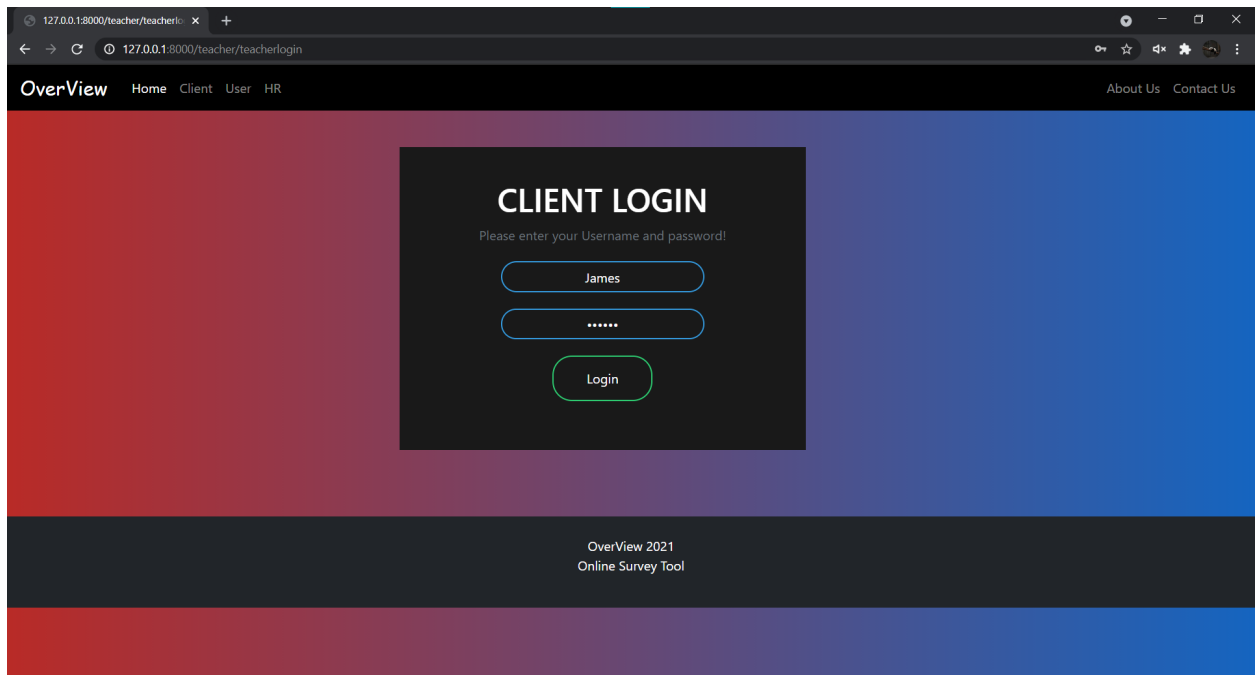 127.0.0.1:8000/teacher/teacherlo
127.0.0.1:8000/teacher/teacherlogin
OverView Home Client User HR About Us Contact Us
CLIENT LOGIN
Please enter your Username and password!
James
••••••
Login
OverView 2021
Online Survey Tool